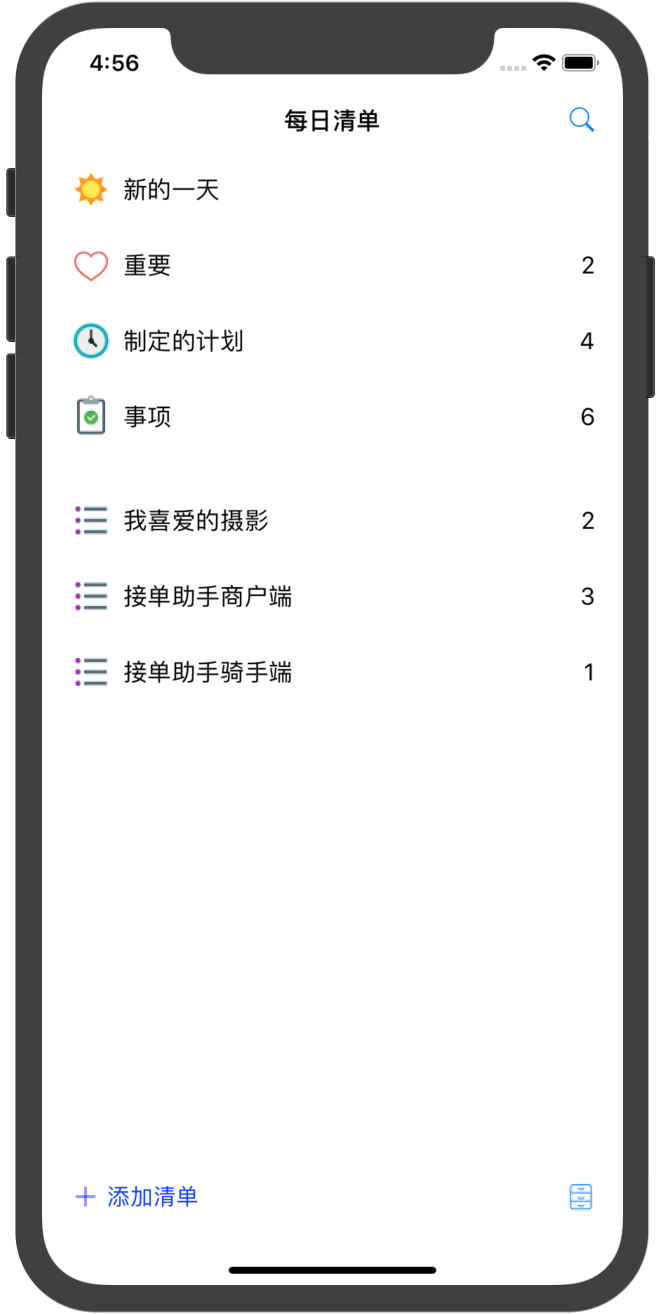 4:56
每日清单
新的一天
重要 2
制定的计划 4
事项 6
我喜爱的摄影 2
接单助手商户端 3
接单助手骑手端 1
添加清单